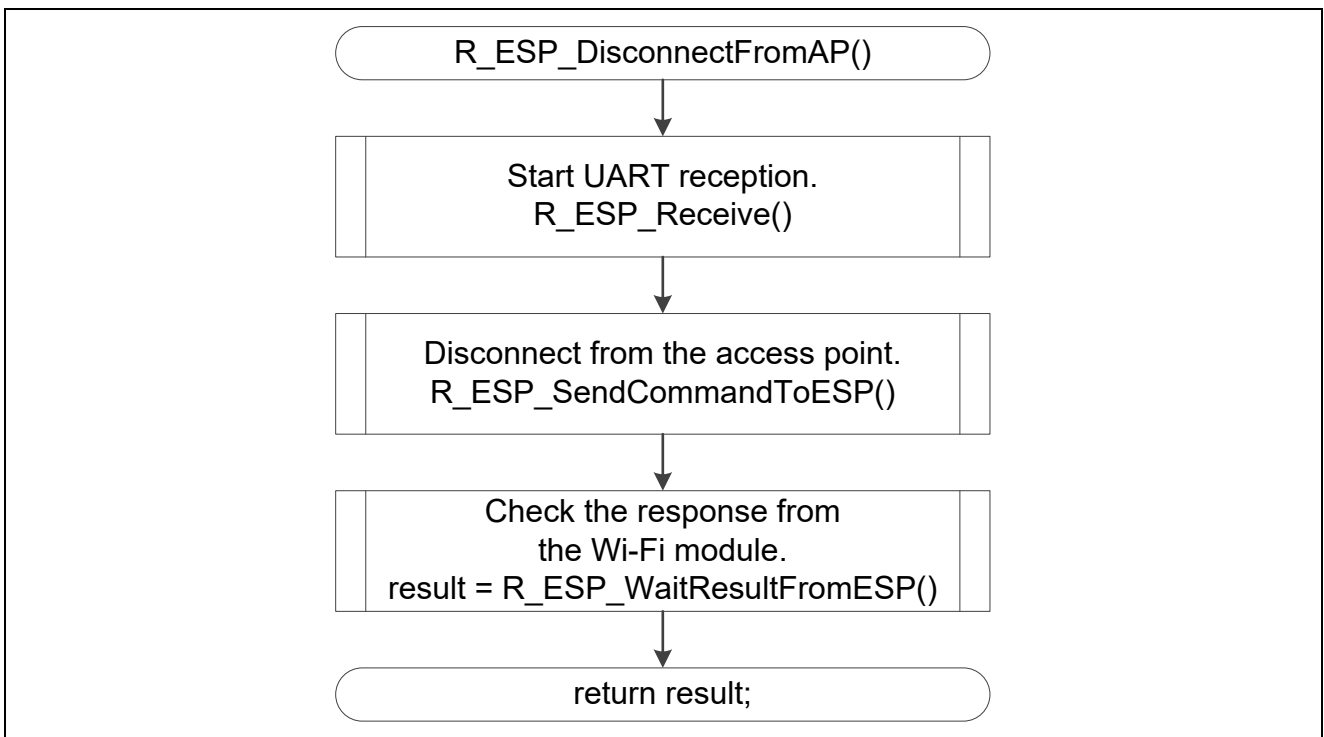 R_ESP_DisconnectFromAP()
Start UART reception.
R_ESP_Receive()
Disconnect from the access point.
R_ESP_SendCommandToESP()
Check the response from
the Wi-Fi module.
result = R_ESP_WaitResultFromESP()
return result;